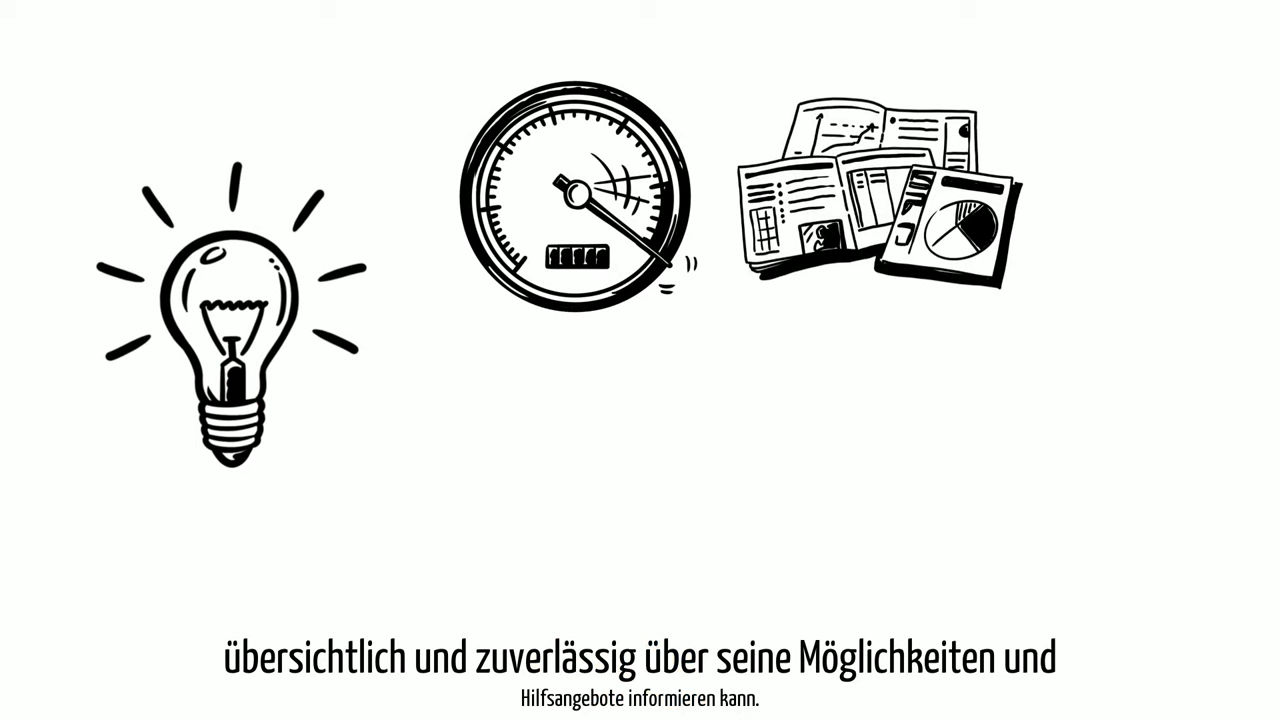 übersichtlich und zuverlässig über seine Möglichkeiten und
Hilfsangebote informieren kann.